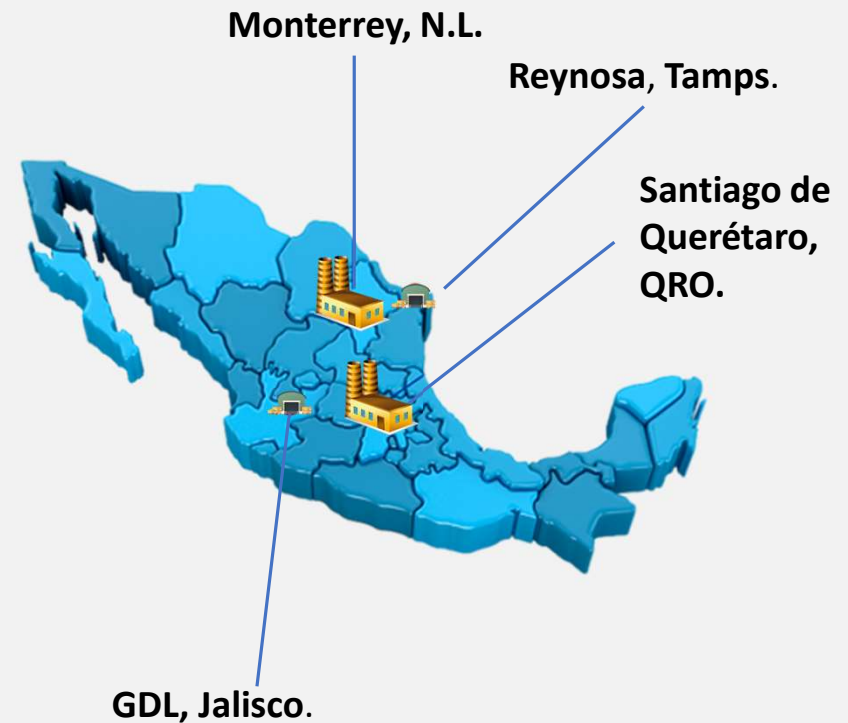 Monterrey, N.L.
Reynosa, Tamps.
Santiago de
Querétaro,
QRO.
GDL, Jalisco.